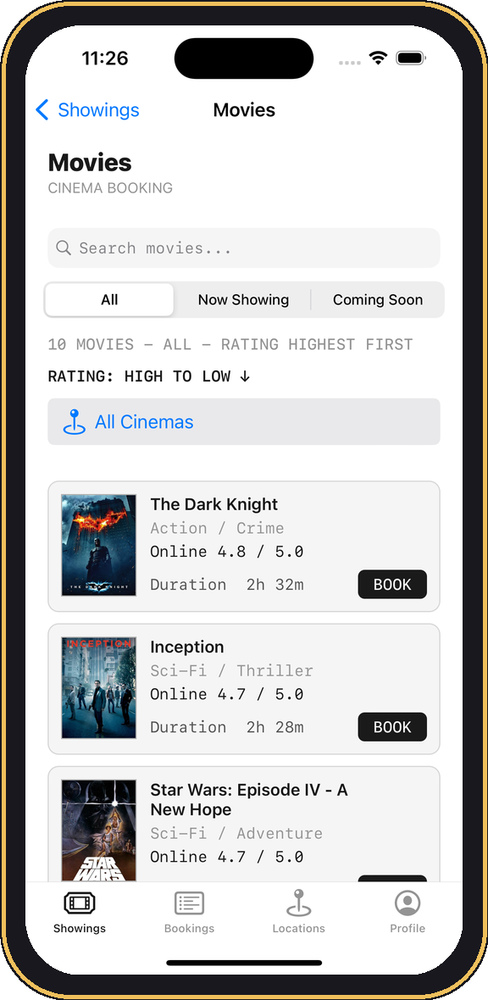 11:26
Showings
Movies
Movies
CINEMA BOOKING
Search movies...
All
Now Showing
Coming Soon
10 MOVIES — ALL — RATING HIGHEST FIRST
RATING: HIGH TO LOW ↓
All Cinemas
THE DARK KNIGHT
The Dark Knight
Action / Crime
Online 4.8 / 5.0
Duration 2h 32m
BOOK
INCEPTION
Inception
Sci-Fi / Thriller
Online 4.7 / 5.0
Duration 2h 28m
BOOK
STAR
WARS
Star Wars: Episode IV - A
New Hope
Sci-Fi / Adventure
Online 4.7 / 5.0
Showings
Bookings
Locations
Profile